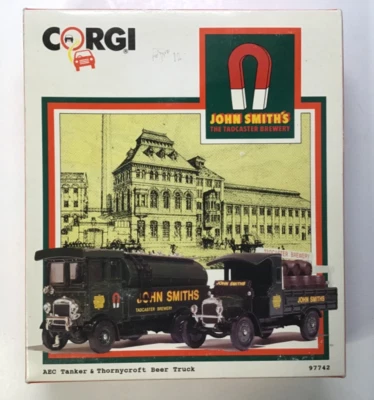 CORGI
JOHN SMITH'S
THE TADCASTER BREWERY
JOHN SMITHS
TADCASTER BREWERY
JOHN SMITHS
AEC Tanker & Thornycroft Beer Truck
97742